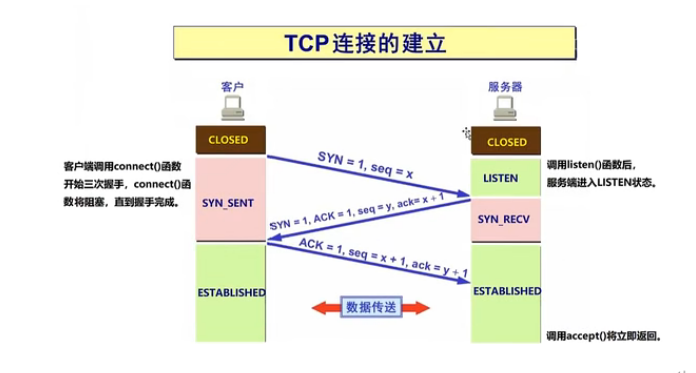 TCP连接的建立
客户
服务器
CLOSED
CLOSED
客户端调用connect()函数
开始三次握手，connect()函
数将阻塞，直到握手完成。
SYN = 1, seq = x
调用listen()函数后，
服务端进入LISTEN状态。
LISTEN
SYN_SENT
SYN = 1, ACK = 1, seq = y, ack= x + 1
SYN_RECV
ACK = 1, seq = x + 1, ack = y + 1
ESTABLISHED
ESTABLISHED
数据传送
调用accept()将立即返回。